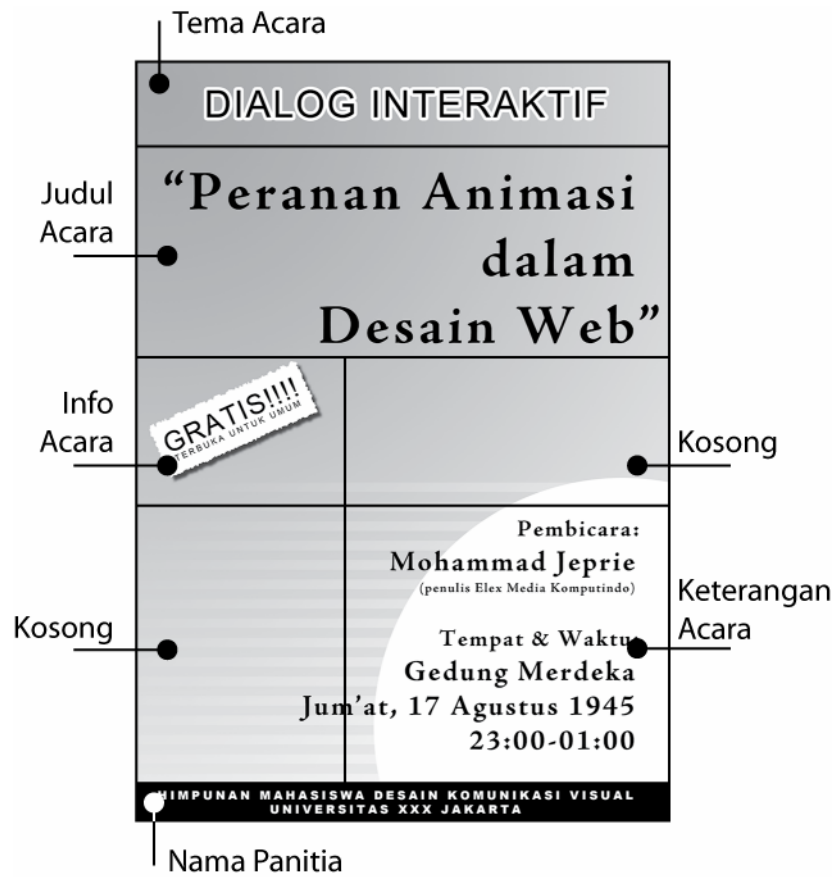 Tema Acara
DIALOG INTERAKTIF
Judul
Acara
“Peranan Animasi
dalam
Desain Web”
Info
Acara
GRATIS!!!!
TERBUKA UNTUK UMUM
Kosong
Pembicara:
Mohammad Jeprie
(penulis Elex Media Komputindo)
Keterangan
Acara
Kosong
Tempat & Waktu:
Gedung Merdeka
Jum’at, 17 Agustus 1945
23:00-01:00
HIMPUNAN MAHASISWA DESAIN KOMUNIKASI VISUAL
UNIVERSITAS XXX JAKARTA
Nama Panitia